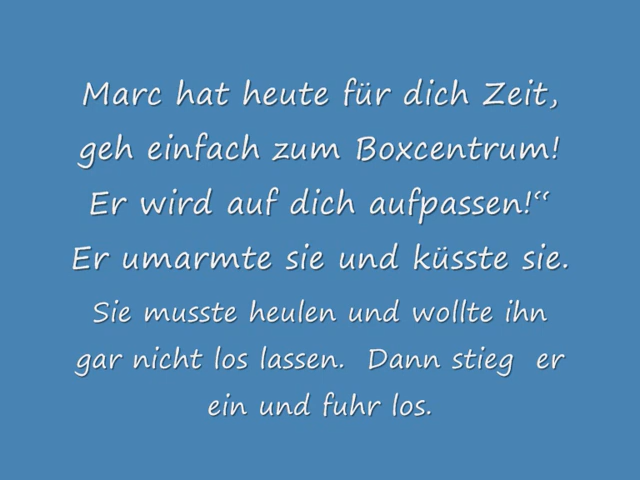 Marc hat heute für dich Zeit,
geh einfach zum Boxcentrum!
Er wird auf dich aufpassen!“
Er umarmte sie und küsste sie.
Sie musste heulen und wollte ihn
gar nicht los lassen.  Dann stieg  er
ein und fuhr los.